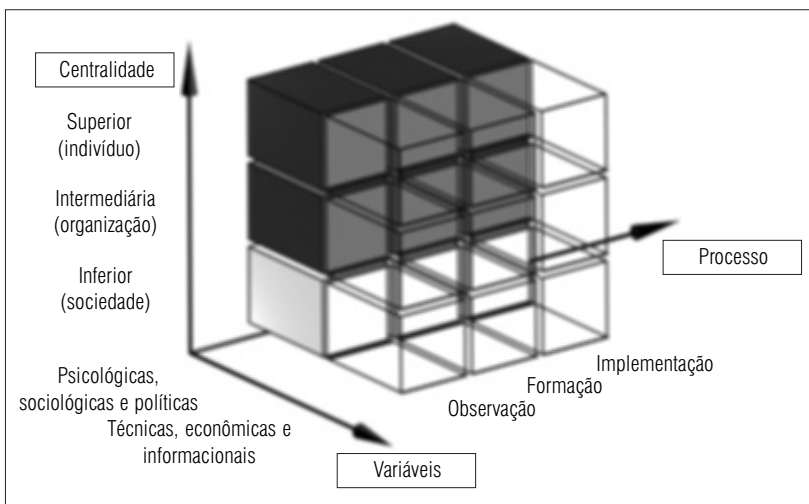 Centralidade
Superior
(indivíduo)
Intermediária
(organização)
Inferior
(sociedade)
Processo
Implementação
Formação
Observação
Psicológicas,
sociológicas e políticas
Técnicas, econômicas e
informacionais
Variáveis